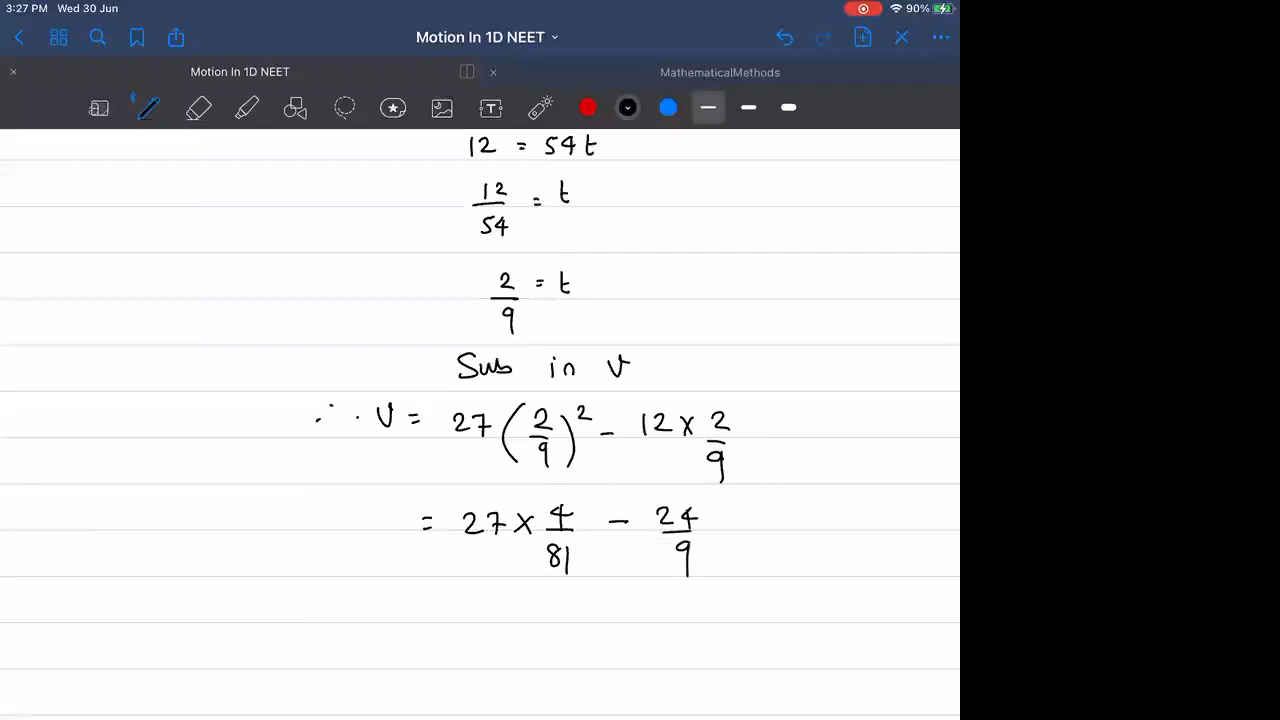 3:27 PM Wed 30 Jun 90%
Motion In 1D NEET
Motion In 1D NEET MathematicalMethods
12 = 54t
12/54 = t
2/9 = t
Sub in v
∴ v = 27 (2/9)² - 12 × 2/9
= 27 × 4/81 - 24/9